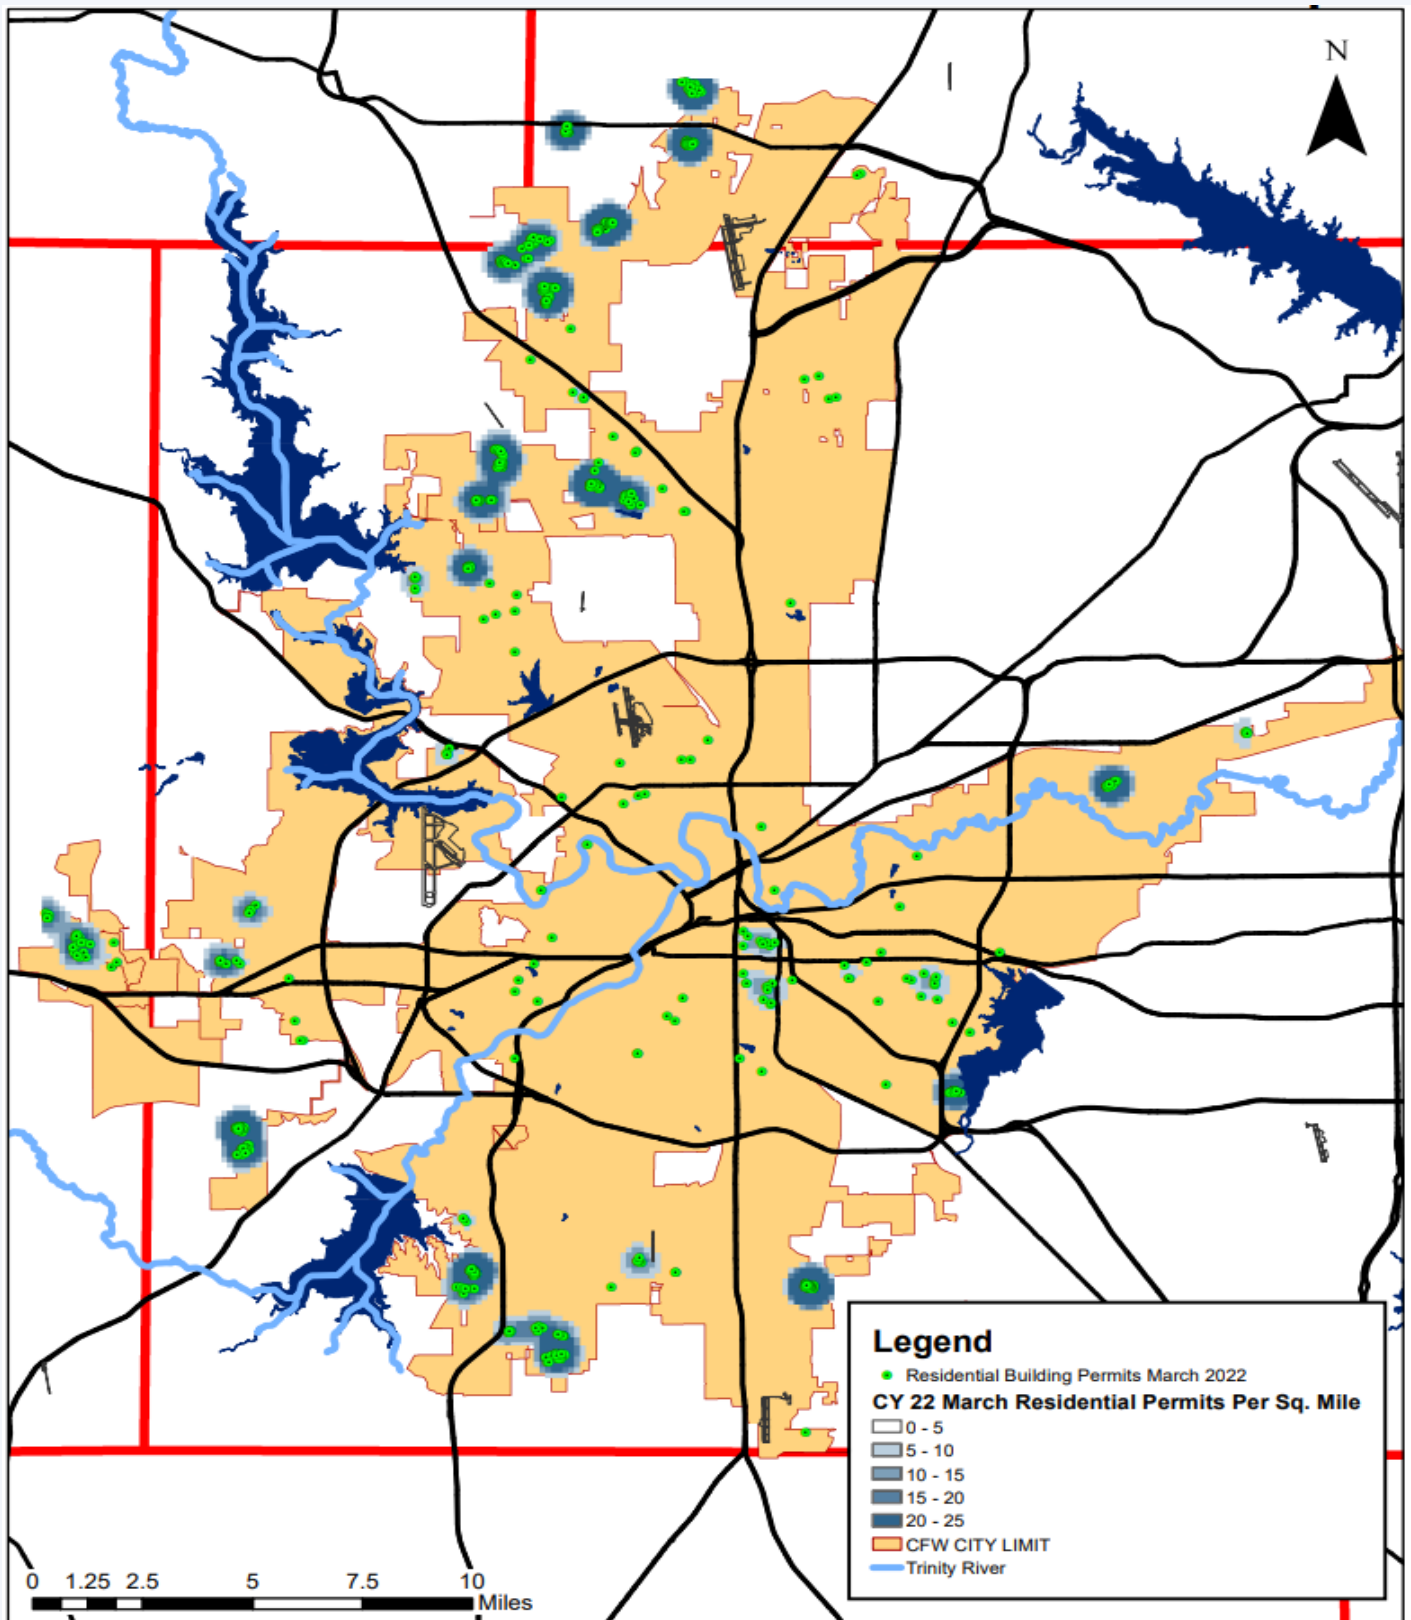 N
Legend
Residential Building Permits March 2022
CY 22 March Residential Permits Per Sq. Mile
0 - 5
5 - 10
10 - 15
15 - 20
20 - 25
CFW CITY LIMIT
Trinity River
0 1.25 2.5 5 7.5 10
Miles